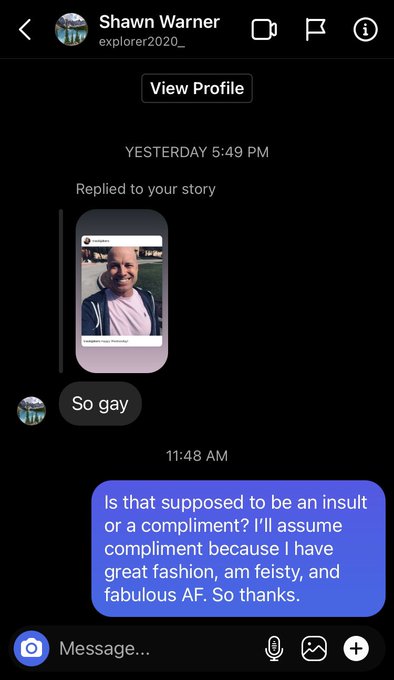 Shawn Warner
explorer2020_
View Profile
YESTERDAY 5:49 PM
Replied to your story
So gay
11:48 AM
Is that supposed to be an insult
or a compliment? I’ll assume
compliment because I have
great fashion, am feisty, and
fabulous AF. So thanks.
Message...